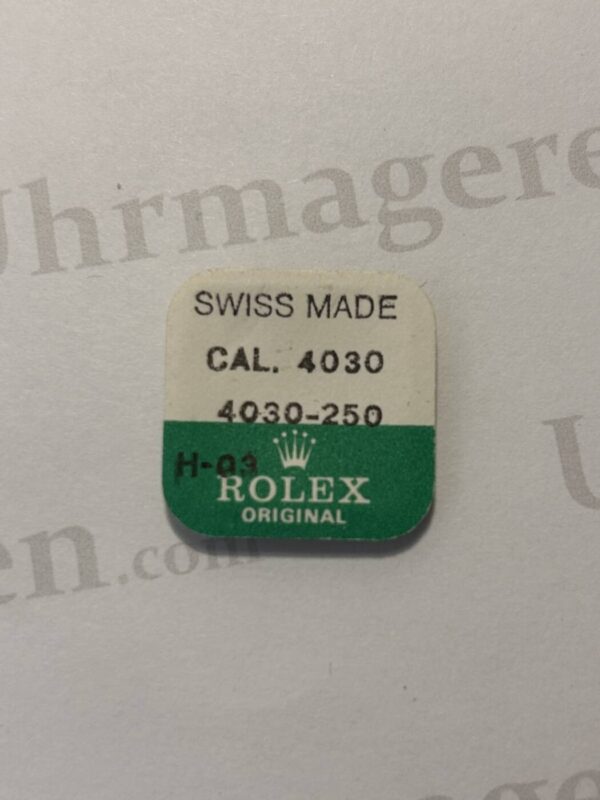 Uhrmagere
SWISS MADE
CAL. 4030
4030-250
H-03
ROLEX
ORIGINAL
U
en.com